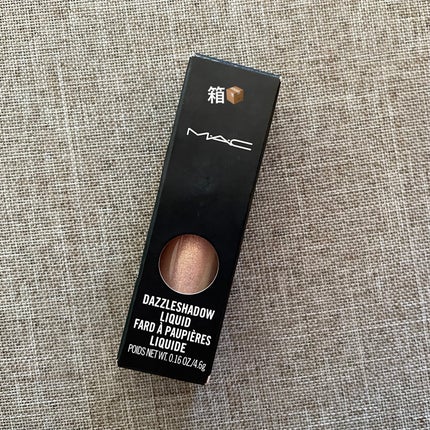 箱📦
MAC
DAZZLESHADOW
LIQUID
FARD À PAUPIÈRES
LIQUIDE
POIDS NET WT. 0.16 OZ./4.6g